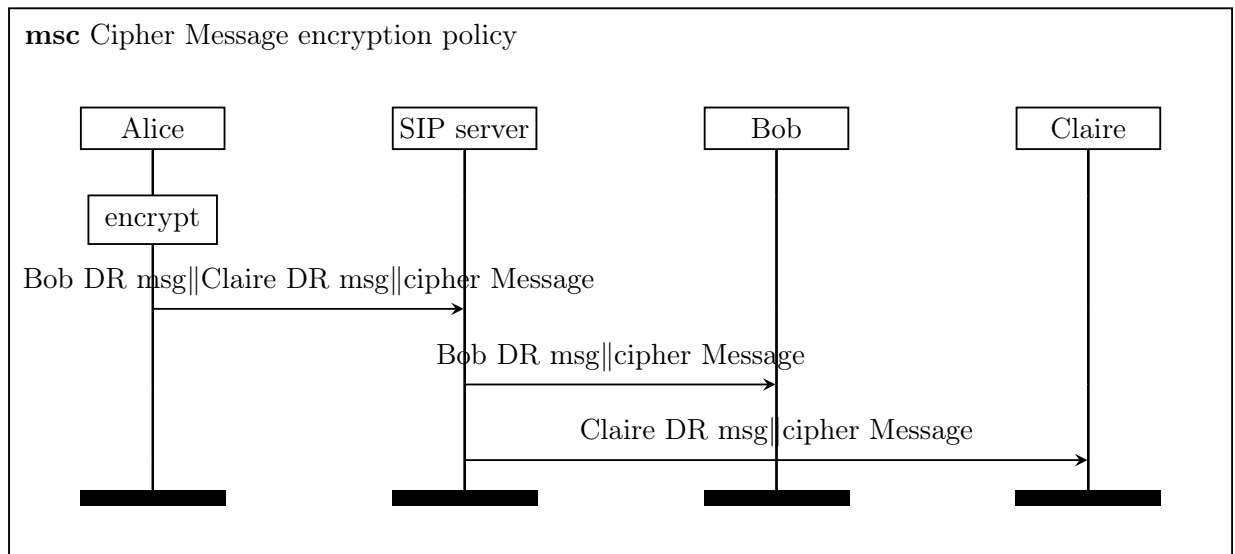 msc Cipher Message encryption policy
Alice
SIP server
Bob
Claire
encrypt
Bob DR msg‖Claire DR msg‖cipher Message
Bob DR msg‖cipher Message
Claire DR msg‖cipher Message